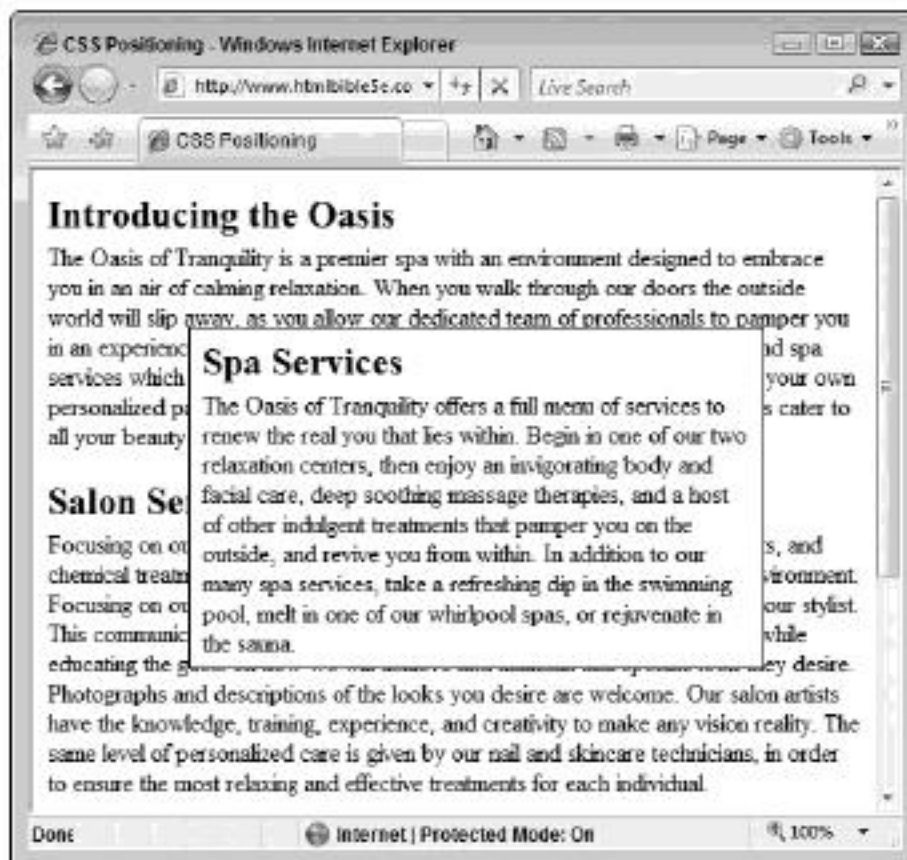 CSS Positioning - Windows Internet Explorer
http://www.htmlbible5e.co
Live Search
CSS Positioning
Page
Tools
Introducing the Oasis
The Oasis of Tranquility is a premier spa with an environment designed to embrace
you in an air of calming relaxation. When you walk through our doors the outside
world will slip away, as you allow our dedicated team of professionals to pamper you
in an experienc
nd spa
services which
your own
personalized pa
s cater to
all your beauty
Spa Services
The Oasis of Tranquility offers a full menu of services to
renew the real you that lies within. Begin in one of our two
relaxation centers, then enjoy an invigorating body and
facial care, deep soothing massage therapies, and a host
of other indulgent treatments that pamper you on the
outside, and revive you from within. In addition to our
many spa services, take a refreshing dip in the swimming
pool, melt in one of our whirlpool spas, or rejuvenate in
the sauna.
Salon Se
Focusing on ou
s, and
chemical treatm
vironment.
Focusing on ou
our stylist.
This communic
while
educating the
they desire.
Photographs and descriptions of the looks you desire are welcome. Our salon artists
have the knowledge, training, experience, and creativity to make any vision reality. The
same level of personalized care is given by our nail and skincare technicians, in order
to ensure the most relaxing and effective treatments for each individual.
Done
Internet | Protected Mode: On
100%